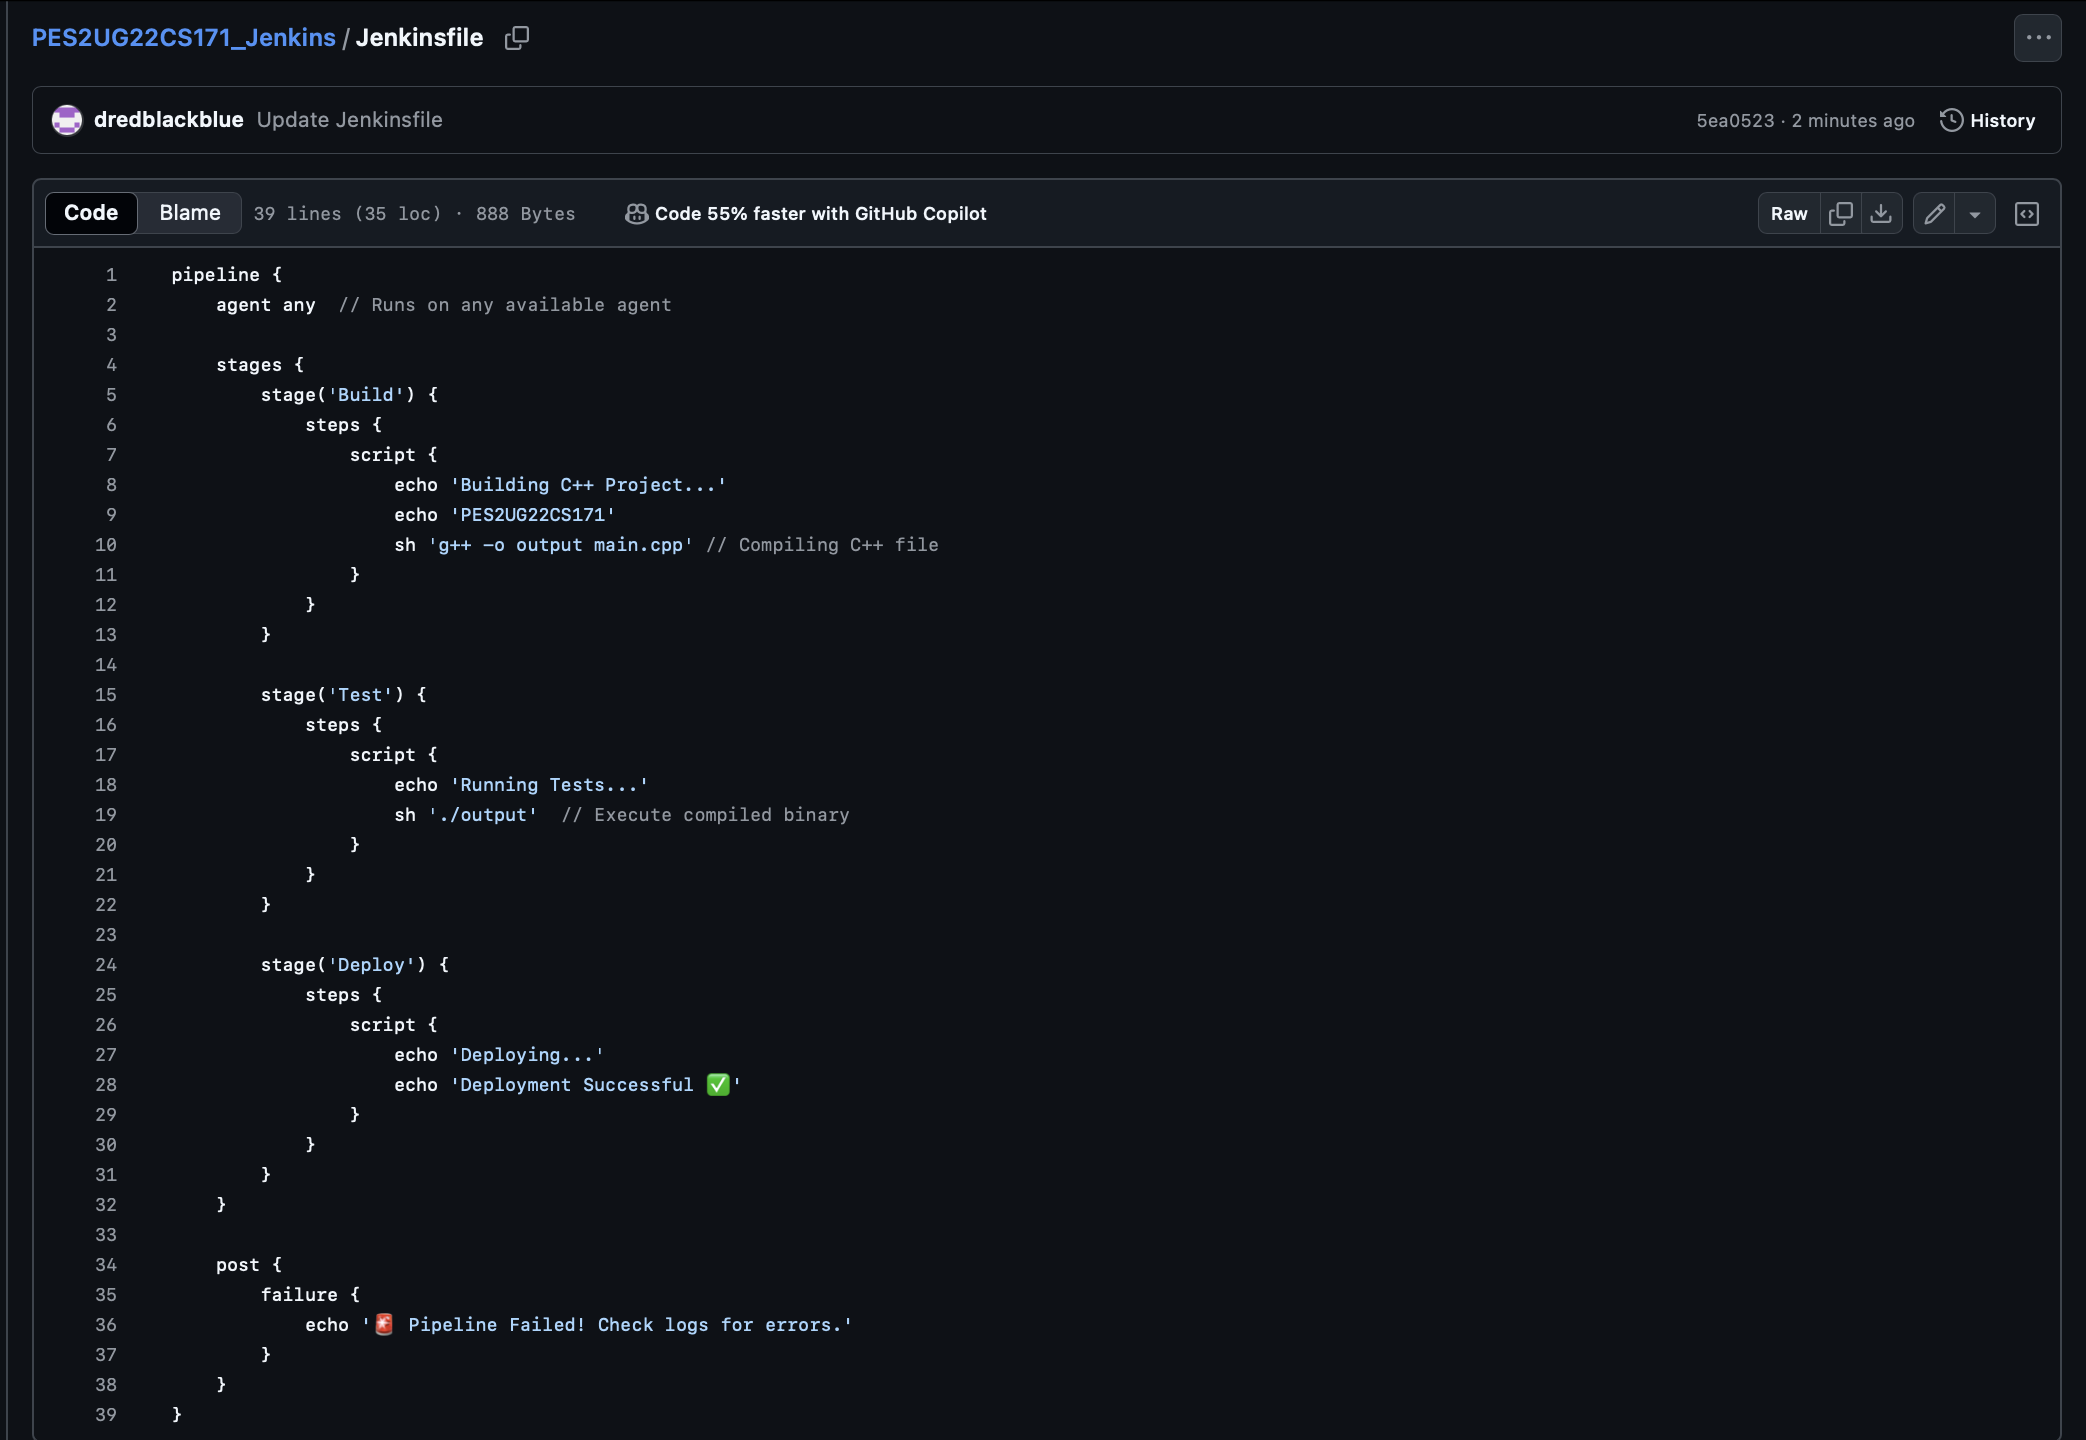 PES2UG22CS171_Jenkins / Jenkinsfile
dredblackblue Update Jenkinsfile 5ea0523 · 2 minutes ago History
Code Blame 39 lines (35 loc) · 888 Bytes Code 55% faster with GitHub Copilot Raw
1 pipeline {
2     agent any  // Runs on any available agent
3
4     stages {
5         stage('Build') {
6             steps {
7                 script {
8                     echo 'Building C++ Project...'
9                     echo 'PES2UG22CS171'
10                     sh 'g++ -o output main.cpp' // Compiling C++ file
11                 }
12             }
13         }
14
15         stage('Test') {
16             steps {
17                 script {
18                     echo 'Running Tests...'
19                     sh './output'  // Execute compiled binary
20                 }
21             }
22         }
23
24         stage('Deploy') {
25             steps {
26                 script {
27                     echo 'Deploying...'
28                     echo 'Deployment Successful ✅'
29                 }
30             }
31         }
32     }
33
34     post {
35         failure {
36             echo '🚨 Pipeline Failed! Check logs for errors.'
37         }
38     }
39 }